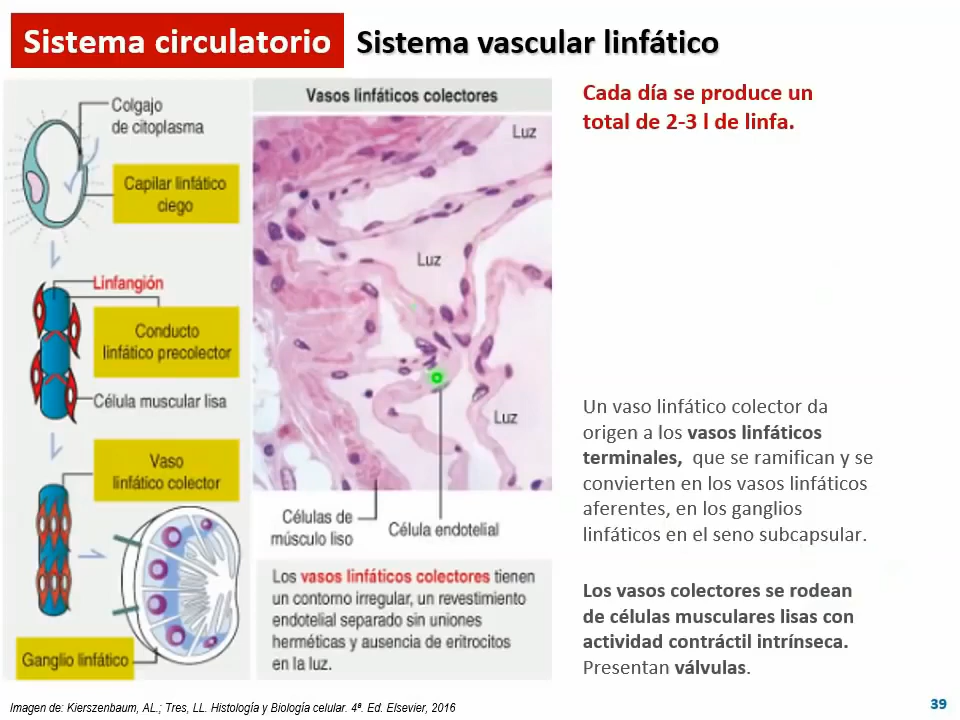 Sistema circulatorio
Sistema vascular linfático
Colgajo
de citoplasma
Capilar linfático
ciego
Linfangión
Conducto
linfático precolector
Célula muscular lisa
Vaso
linfático colector
Ganglio linfático
Vasos linfáticos colectores
Luz
Luz
Luz
Células de
músculo liso
Célula endotelial
Los vasos linfáticos colectores tienen
un contorno irregular, un revestimiento
endotelial separado sin uniones
herméticas y ausencia de eritrocitos
en la luz.
Cada día se produce un
total de 2-3 l de linfa.
Un vaso linfático colector da
origen a los vasos linfáticos
terminales, que se ramifican y se
convierten en los vasos linfáticos
aferentes, en los ganglios
linfáticos en el seno subcapsular.
Los vasos colectores se rodean
de células musculares lisas con
actividad contráctil intrínseca.
Presentan válvulas.
Imagen de: Kierszenbaum, AL.; Tres, LL. Histología y Biología celular. 4ª. Ed. Elsevier, 2016
39